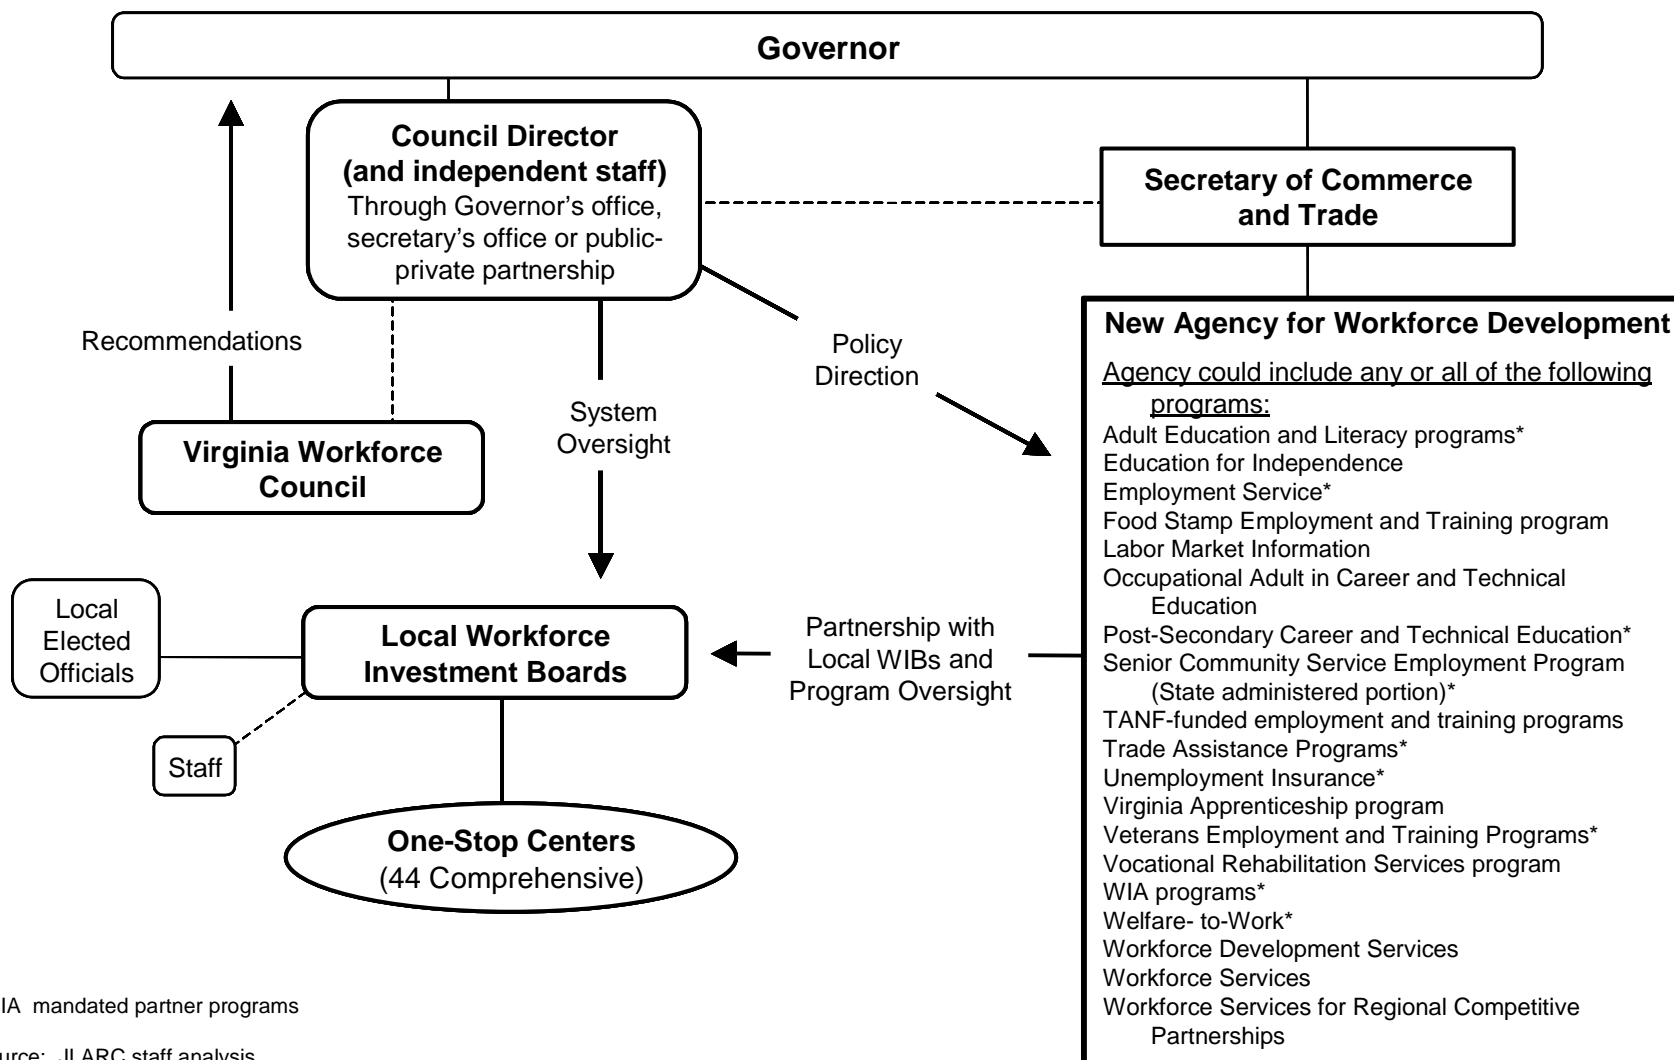 Governor
Council Director
(and independent staff)
Through Governor's office,
secretary's office or public-
private partnership
Secretary of Commerce
and Trade
Recommendations
Policy
Direction
System
Oversight
Virginia Workforce
Council
New Agency for Workforce Development
Agency could include any or all of the following
programs:
Adult Education and Literacy programs*
Education for Independence
Employment Service*
Food Stamp Employment and Training program
Labor Market Information
Occupational Adult in Career and Technical
Education
Post-Secondary Career and Technical Education*
Senior Community Service Employment Program
(State administered portion)*
TANF-funded employment and training programs
Trade Assistance Programs*
Unemployment Insurance*
Virginia Apprenticeship program
Veterans Employment and Training Programs*
Vocational Rehabilitation Services program
WIA programs*
Welfare- to-Work*
Workforce Development Services
Workforce Services
Workforce Services for Regional Competitive
Partnerships
Local
Elected
Officials
Local Workforce
Investment Boards
Partnership with
Local WIBs and
Program Oversight
Staff
One-Stop Centers
(44 Comprehensive)
IA mandated partner programs
urce: JLARC staff analysis